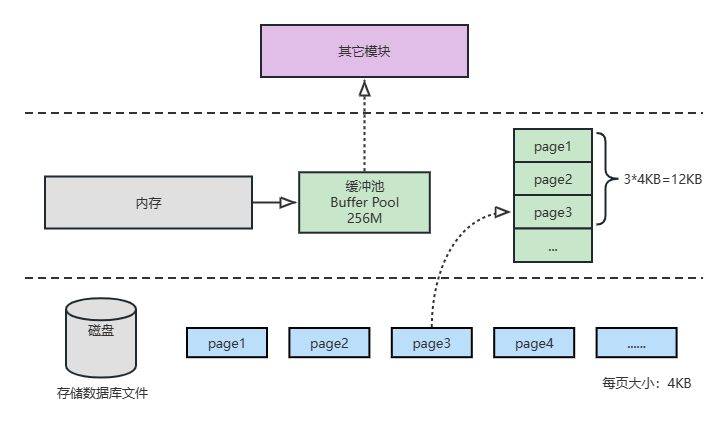 其它模块
内存
缓冲池
Buffer Pool
256M
page1
page2
page3
...
3*4KB=12KB
磁盘
存储数据库文件
page1
page2
page3
page4
......
每页大小：4KB